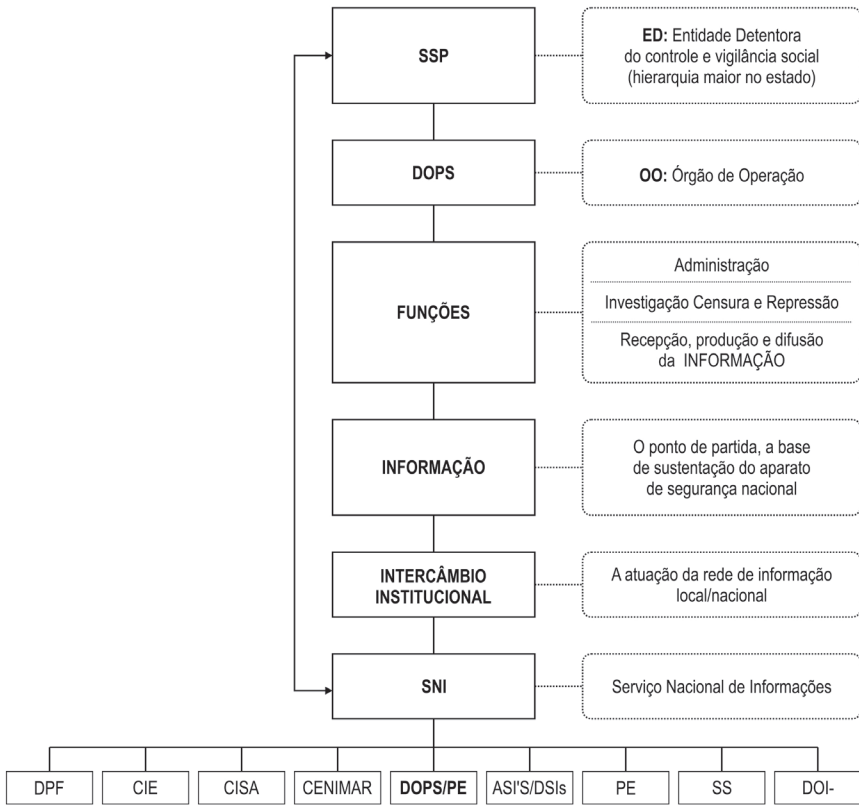 SSP
ED: Entidade Detentora
do controle e vigilância social
(hierarquia maior no estado)
DOPS
OO: Órgão de Operação
FUNÇÕES
Administração
Investigação Censura e Repressão
Recepção, produção e difusão
da INFORMAÇÃO
INFORMAÇÃO
O ponto de partida, a base
de sustentação do aparato
de segurança nacional
INTERCÂMBIO
INSTITUCIONAL
A atuação da rede de informação
local/nacional
SNI
Serviço Nacional de Informações
DPF
CIE
CISA
CENIMAR
DOPS/PE
ASI'S/DSIs
PE
SS
DOI-